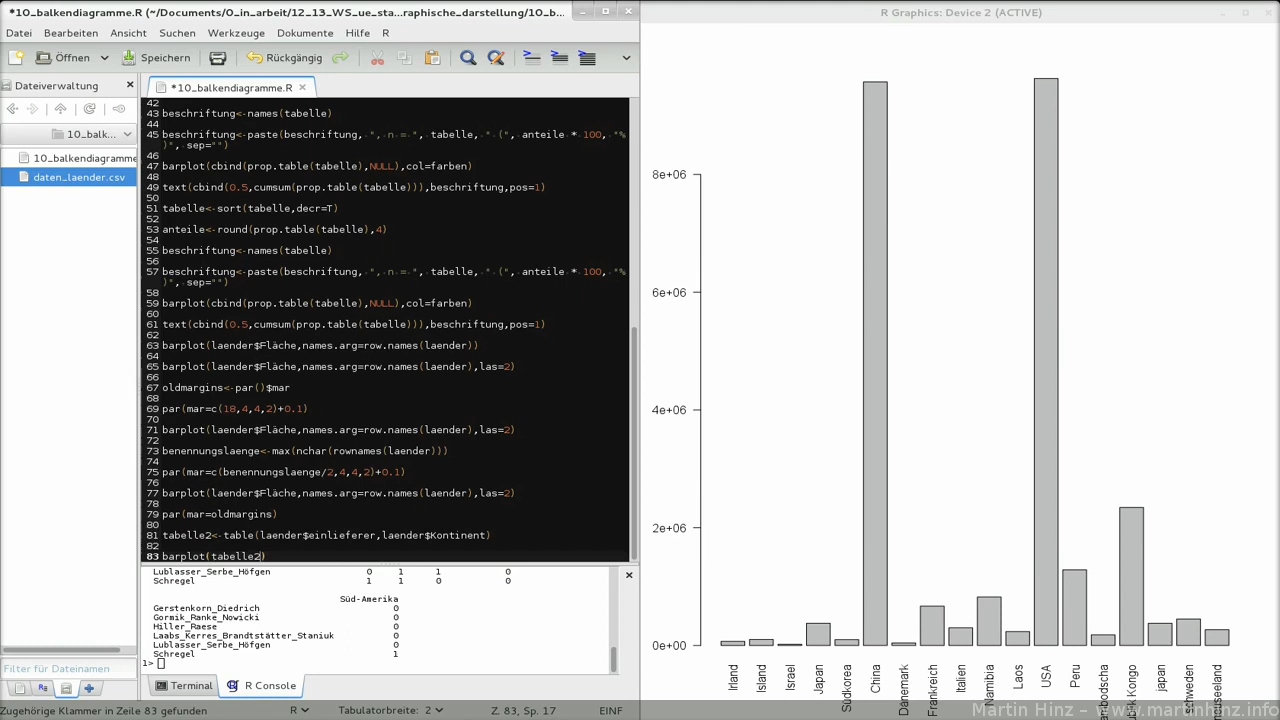 *10_balkendiagramme.R (~/Documents/O_in_arbeit/12_13_WS_ue_sta...raphische_darstellung/10_b...
R Graphics: Device 2 (ACTIVE)
Datei Bearbeiten Ansicht Suchen Werkzeuge Dokumente Hilfe R
Öffnen Speichern Rückgängig
Dateiverwaltung
*10_balkendiagramme.R
10_balk...
10_balkendiagramme
daten_laender.csv
42
43 beschriftung<-names(tabelle)
44
45 beschriftung<-paste(beschriftung, ", n = ", tabelle, " (", anteile * 100, "%
)", sep="")
46
47 barplot(cbind(prop.table(tabelle),NULL),col=farben)
48
49 text(cbind(0.5,cumsum(prop.table(tabelle))),beschriftung,pos=1)
50
51 tabelle<-sort(tabelle,decr=T)
52
53 anteile<-round(prop.table(tabelle),4)
54
55 beschriftung<-names(tabelle)
56
57 beschriftung<-paste(beschriftung, ", n = ", tabelle, " (", anteile * 100, "%
)", sep="")
58
59 barplot(cbind(prop.table(tabelle),NULL),col=farben)
60
61 text(cbind(0.5,cumsum(prop.table(tabelle))),beschriftung,pos=1)
62
63 barplot(laender$Fläche,names.arg=row.names(laender))
64
65 barplot(laender$Fläche,names.arg=row.names(laender),las=2)
66
67 oldmargins<-par()$mar
68
69 par(mar=c(18,4,4,2)+0.1)
70
71 barplot(laender$Fläche,names.arg=row.names(laender),las=2)
72
73 benennungslaenge<-max(nchar(rownames(laender)))
74
75 par(mar=c(benennungslaenge/2,4,4,2)+0.1)
76
77 barplot(laender$Fläche,names.arg=row.names(laender),las=2)
78
79 par(mar=oldmargins)
80
81 tabelle2<-table(laender$einlieferer,laender$Kontinent)
82
83 barplot(tabelle2)
Lublasser_Serbe_Höfgen 0 1 1 0
Schregel 1 1 0 0
Süd-Amerika
Gerstenkorn_Diedrich 0
Gormik_Ranke_Nowicki 0
Hiller_Raese 0
Laabs_Kerres_Brandtstätter_Staniuk 0
Lublasser_Serbe_Höfgen 0
Schregel 1
1>
Filter für Dateinamen
Terminal R Console
Zugehörige Klammer in Zeile 83 gefunden R Tabulatorbreite: 2 Z. 83, Sp. 17 EINF
8e+06
6e+06
4e+06
2e+06
0e+00
Irland
Island
Israel
Japan
Südkorea
China
Dänemark
Frankreich
Italien
Namibia
Laos
USA
Peru
mbodscha
k Kongo
japan
schweden
euseeland
Martin Hinz - www.martinhinz.info